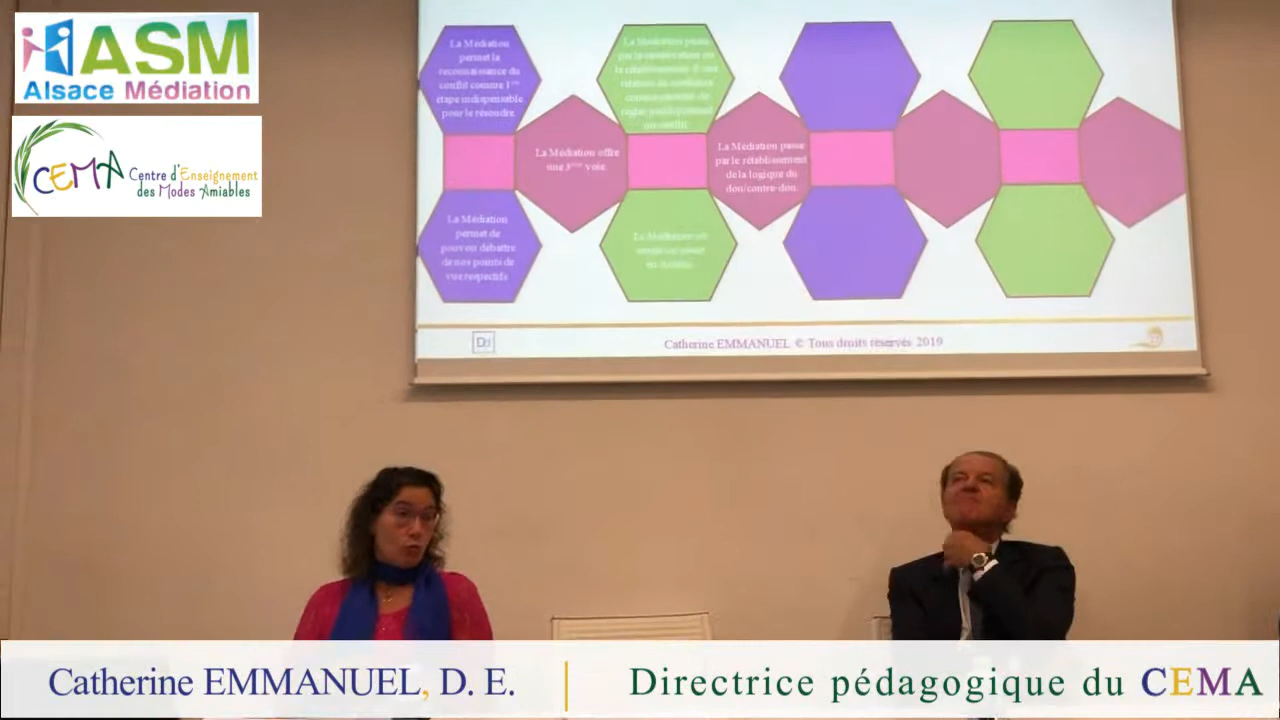 ASM
Alsace Médiation
CEMA Centre d'Enseignement
des Modes Amiables
La Médiation
permet la
reconnaissance du
conflit comme 1ère
étape indispensable
pour le résoudre.
La Médiation passe
La Médiation offre
une 3ème voie.
La Médiation passe
par le rétablissement
de la logique du
don/contre-don.
La Médiation
permet de
pouvoir débattre
de nos points de
vue respectifs
Catherine EMMANUEL © Tous droits réservés 2019
Catherine EMMANUEL, D. E. | Directrice pédagogique du CEMA